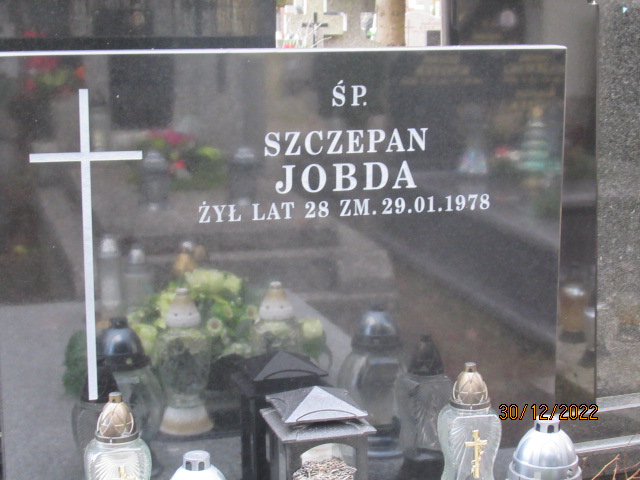 ŚP.
SZCZEPAN
JOBDA
ŻYŁ LAT 28 ZM. 29.01.1978
30/12/2022